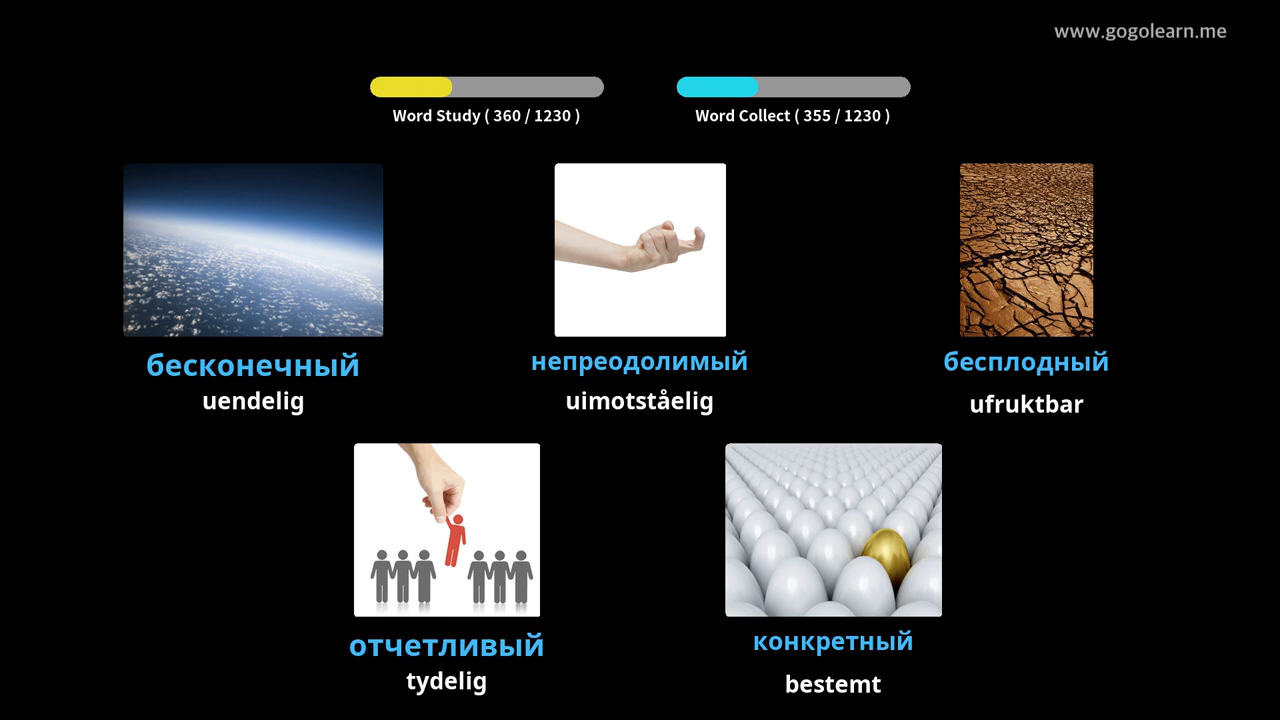 www.gogolearn.me
Word Study ( 360 / 1230 )
Word Collect ( 355 / 1230 )
бесконечный
uendelig
непреодолимый
uimotståelig
бесплодный
ufruktbar
отчетливый
tydelig
конкретный
bestemt